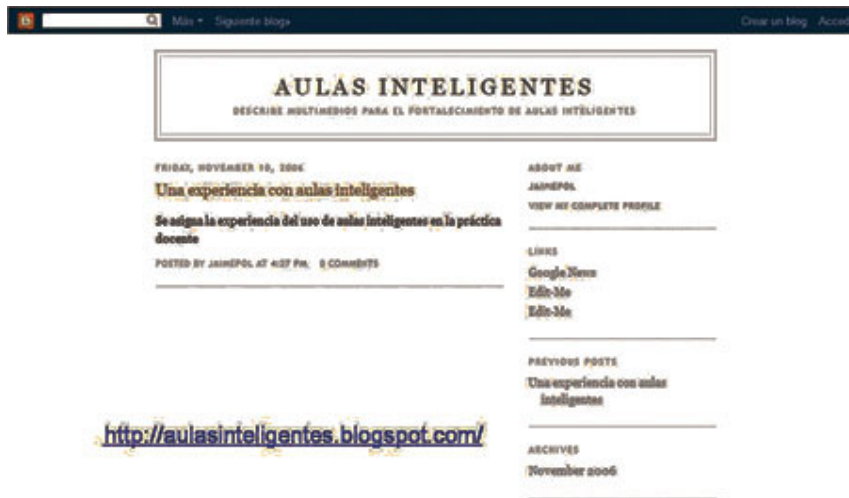 Más Siguiente blog»
Crear un blog Acced
AULAS INTELIGENTES
DESCRIBE MULTIMEDIOS PARA EL FORTALECIMIENTO DE AULAS INTELIGENTES
FRIDAY, NOVEMBER 10, 2006
Una experiencia con aulas inteligentes
Se asigna la experiencia del uso de aulas inteligentes en la práctica
docente
POSTED BY JAIMEPOL AT 4:27 PM 0 COMMENTS
ABOUT ME
JAIMEPOL
VIEW MY COMPLETE PROFILE
LINKS
Google News
Edit-Me
Edit-Me
PREVIOUS POSTS
Una experiencia con aulas
inteligentes
ARCHIVES
November 2006
http://aulasinteligentes.blogspot.com/